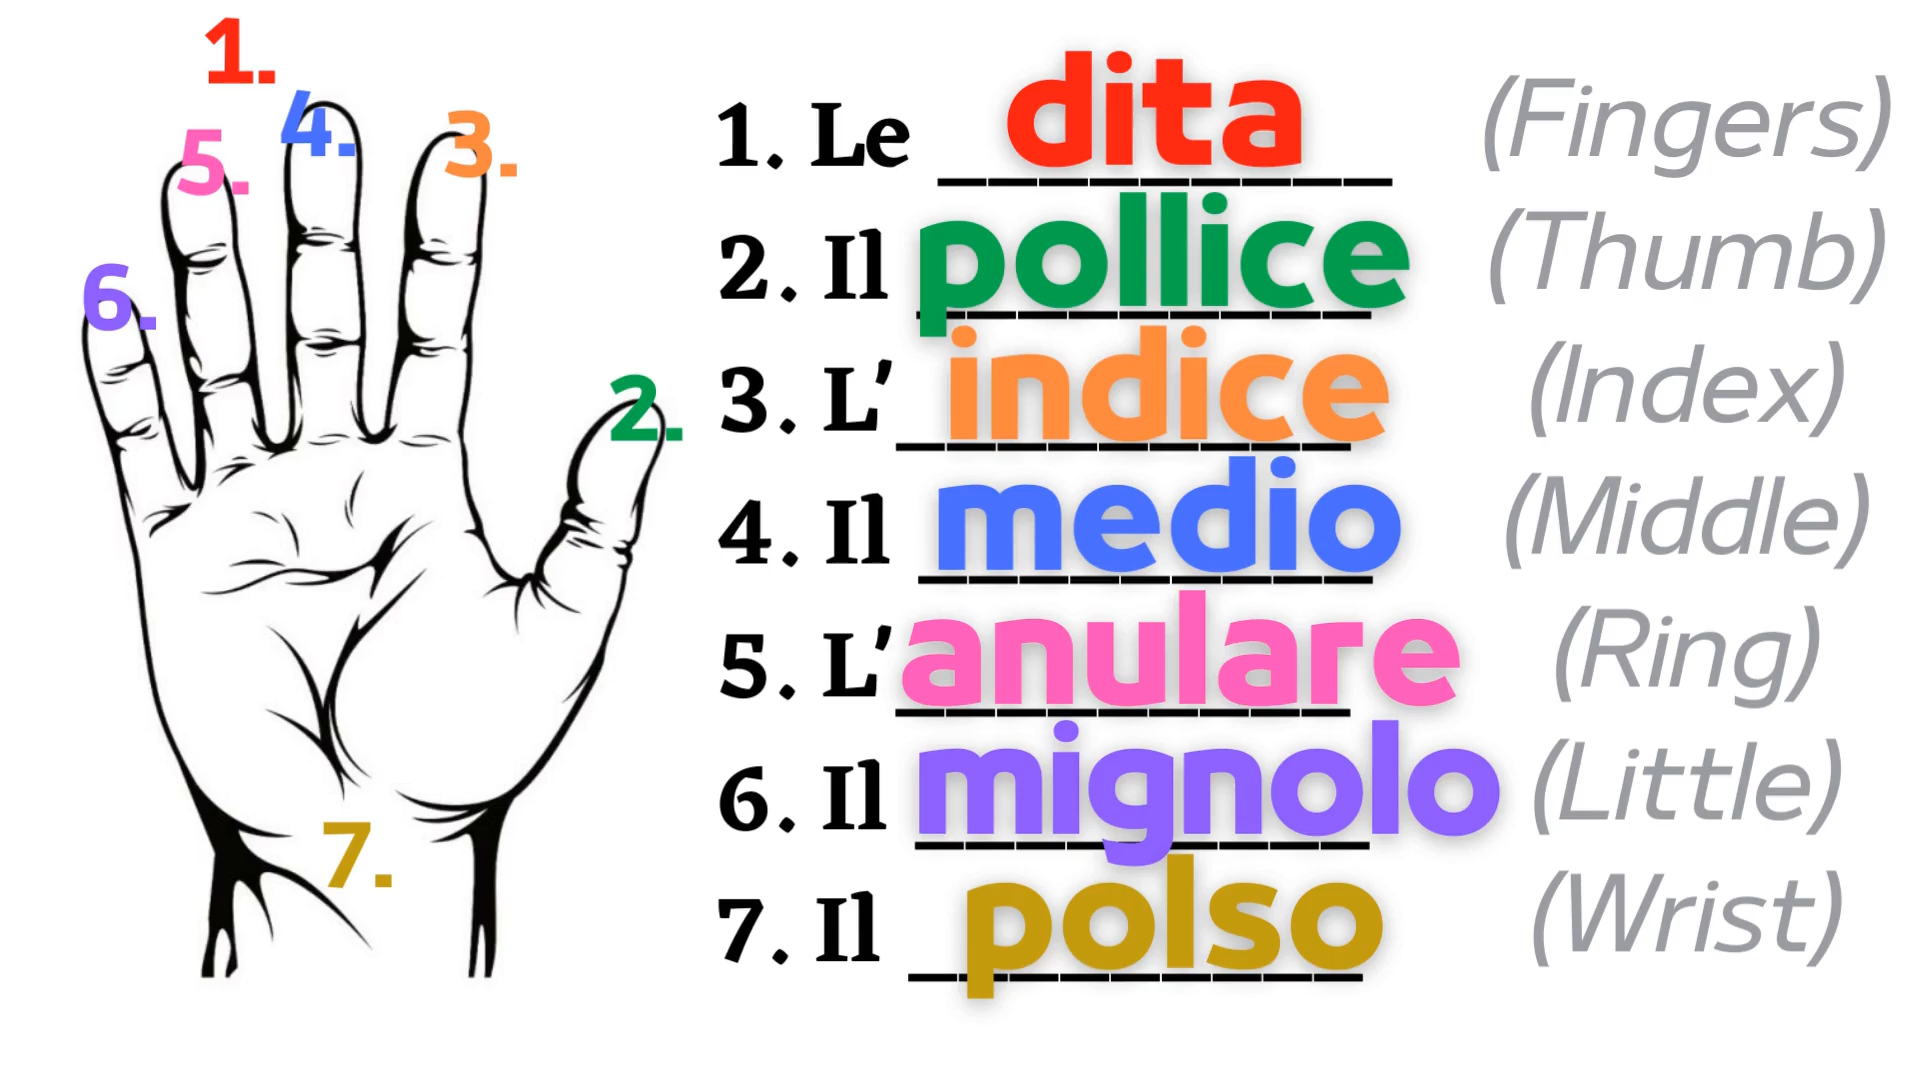 1.
4.
3.
5.
6.
2.
7.
1. Le dita (Fingers)
2. Il pollice (Thumb)
3. L' indice (Index)
4. Il medio (Middle)
5. L' anulare (Ring)
6. Il mignolo (Little)
7. Il polso (Wrist)